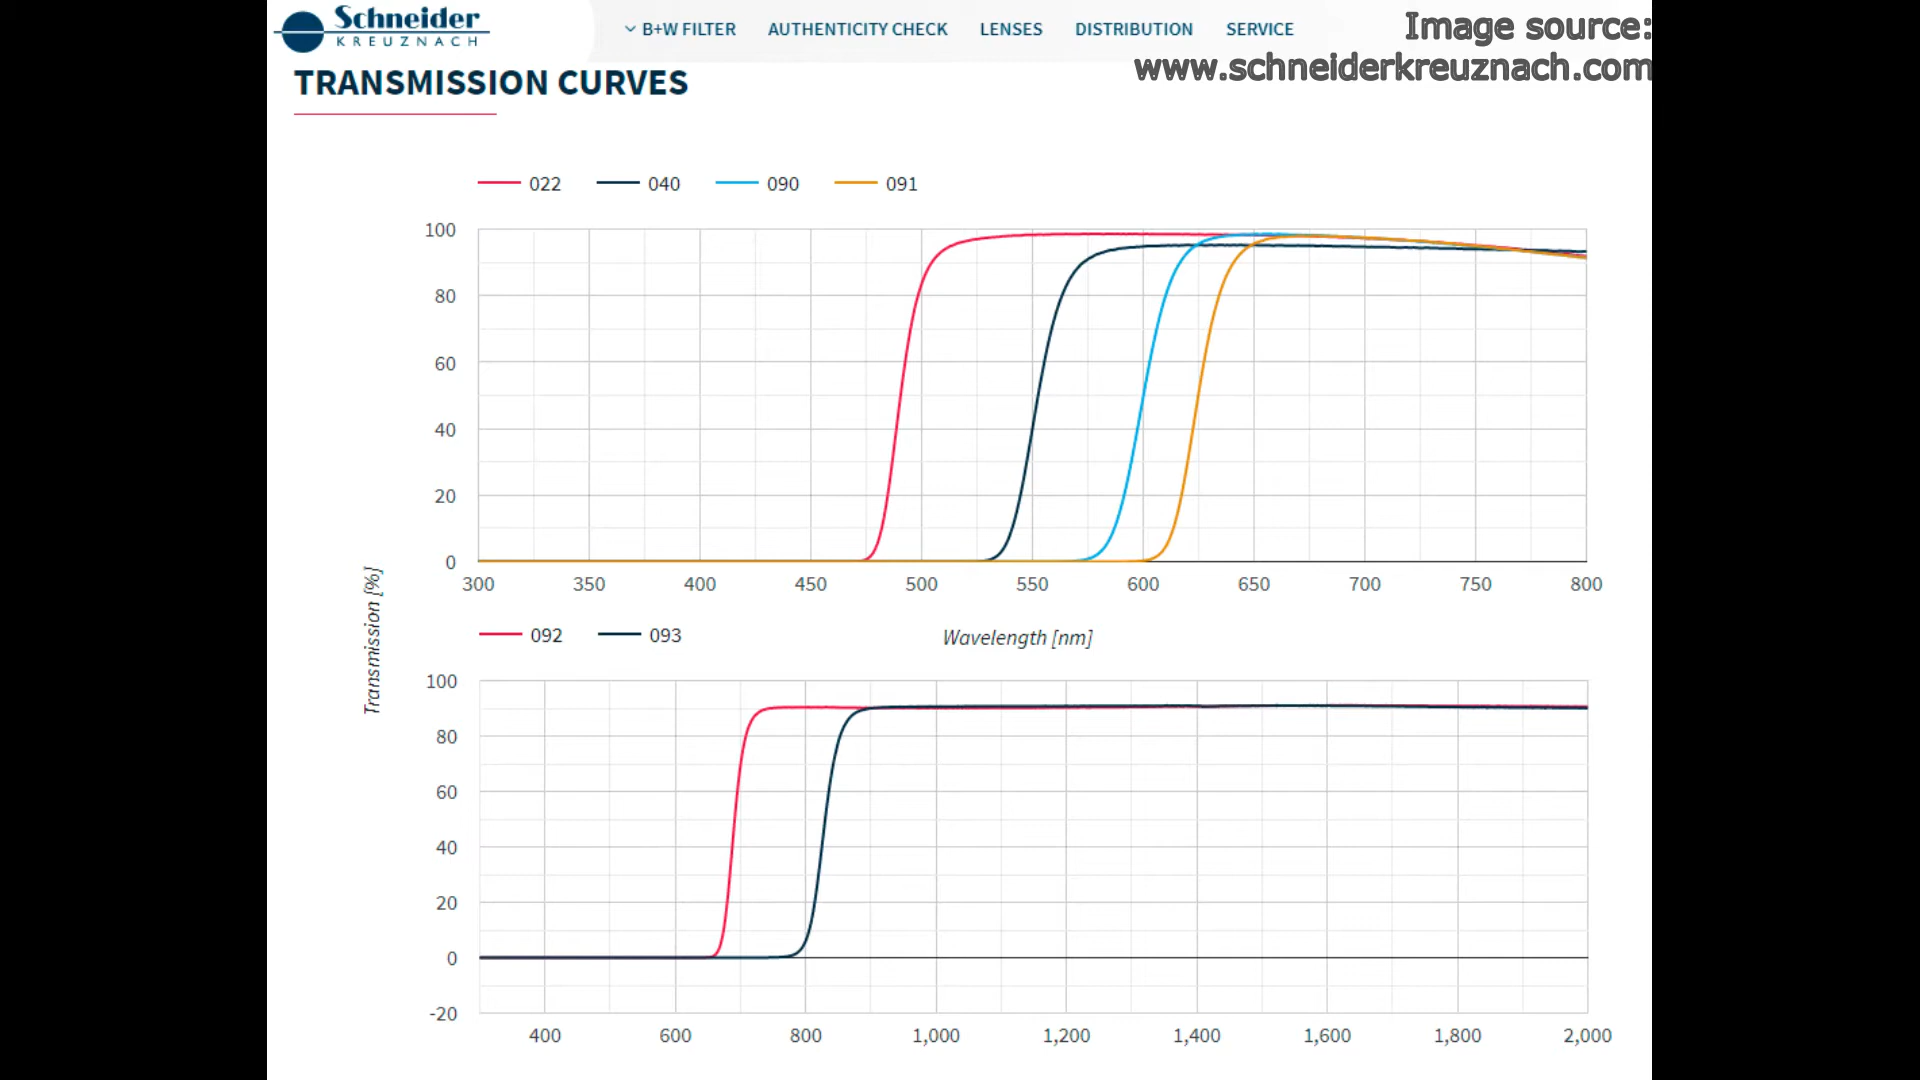 Schneider
KREUZNACH
B+W FILTER AUTHENTICITY CHECK LENSES DISTRIBUTION SERVICE
Image source:
www.schneiderkreuznach.com
TRANSMISSION CURVES
022 040 090 091
100
80
60
40
20
0
300 350 400 450 500 550 600 650 700 750 800
Transmission [%]
Wavelength [nm]
092 093
100
80
60
40
20
0
-20
400 600 800 1,000 1,200 1,400 1,600 1,800 2,000